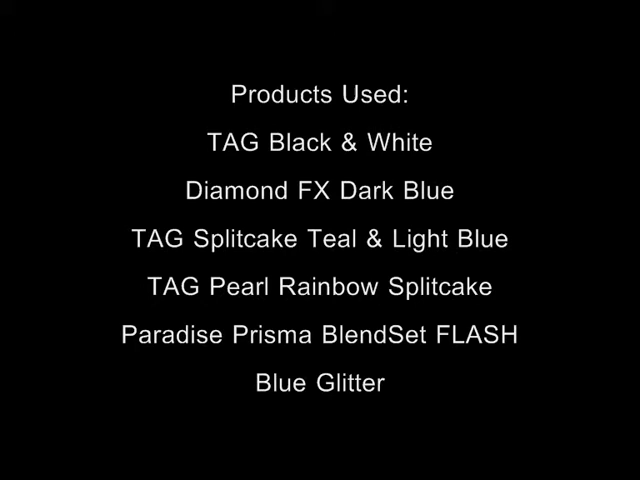 Products Used:
TAG Black & White
Diamond FX Dark Blue
TAG Splitcake Teal & Light Blue
TAG Pearl Rainbow Splitcake
Paradise Prisma BlendSet FLASH
Blue Glitter